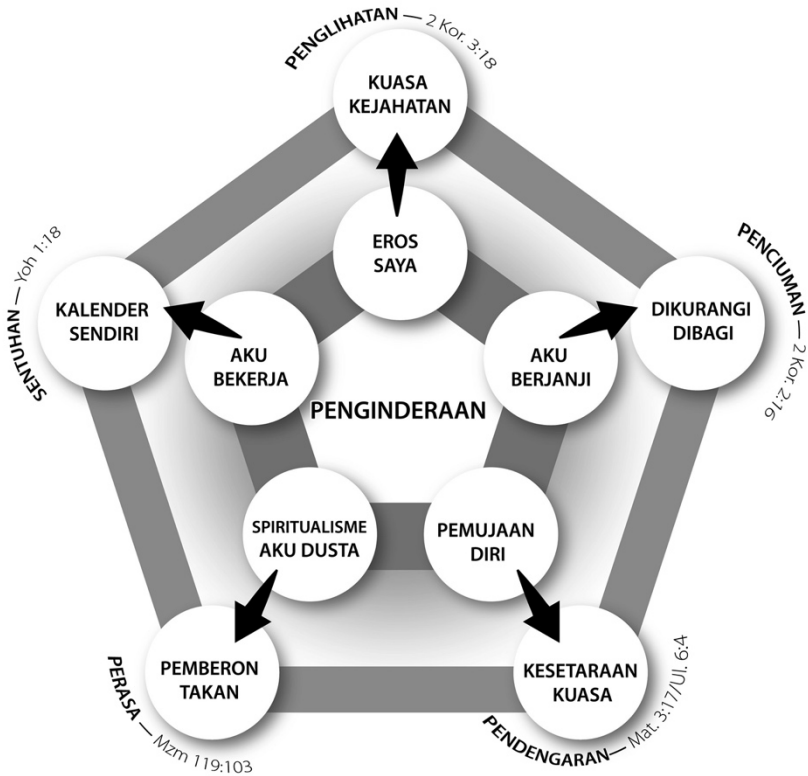 PENGLIHATAN — 2 Kor. 3:18
KUASA
KEJAHATAN
EROS
SAYA
SENTUHAN — Yoh 1:18
KALENDER
SENDIRI
AKU
BEKERJA
AKU
BERJANJI
DIKURANGI
DIBAGI
PENCIUMAN — 2 Kor. 2:16
PENGINDERAAN
SPIRITUALISME
AKU DUSTA
PEMUJAAN
DIRI
PEMBERON
TAKAN
KESETARAAN
KUASA
PERASA — Mzm 119:103
PENDENGARAN— Mat. 3:17/Ul. 6:4